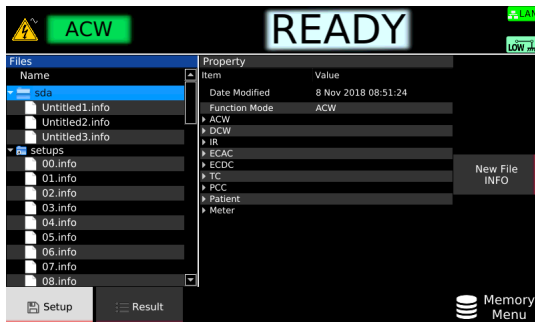 ACW
READY
LAN
LOW
Files
Name
sda
Untitled1.info
Untitled2.info
Untitled3.info
setups
00.info
01.info
02.info
03.info
04.info
05.info
06.info
07.info
08.info
Property
Item Value
Date Modified 8 Nov 2018 08:51:24
Function Mode ACW
ACW
DCW
IR
ECAC
ECDC
TC
PCC
Patient
Meter
New File
INFO
Setup
Result
Memory
Menu